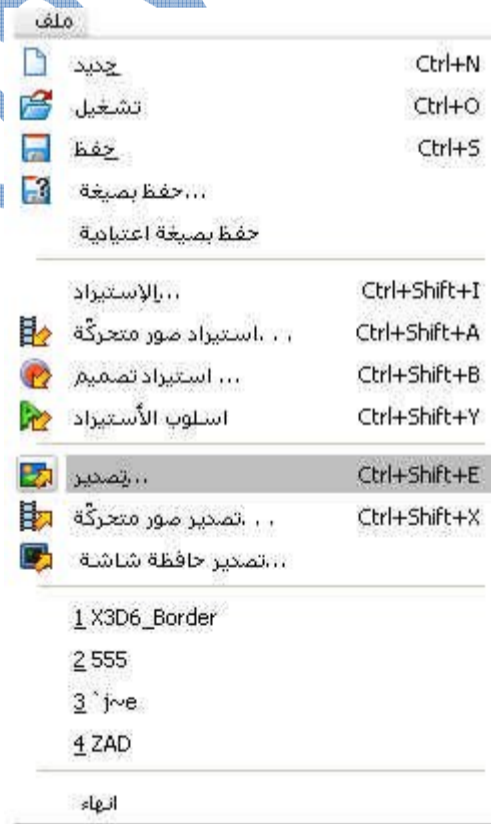 ملف
جديد Ctrl+N
تشغيل Ctrl+O
حفظ Ctrl+S
حفظ بصيغة...
حفظ بصيغة اعتيادية
الإستيراد... Ctrl+Shift+I
استيراد صور متحركّة... Ctrl+Shift+A
استيراد تصميم ... Ctrl+Shift+B
اسلوب الأستيراد Ctrl+Shift+Y
تصدير... Ctrl+Shift+E
تصدير صور متحركّة... Ctrl+Shift+X
تصدير حافظة شاشة...
1 X3D6_Border
2 555
3 `j~e
4 ZAD
انهاء